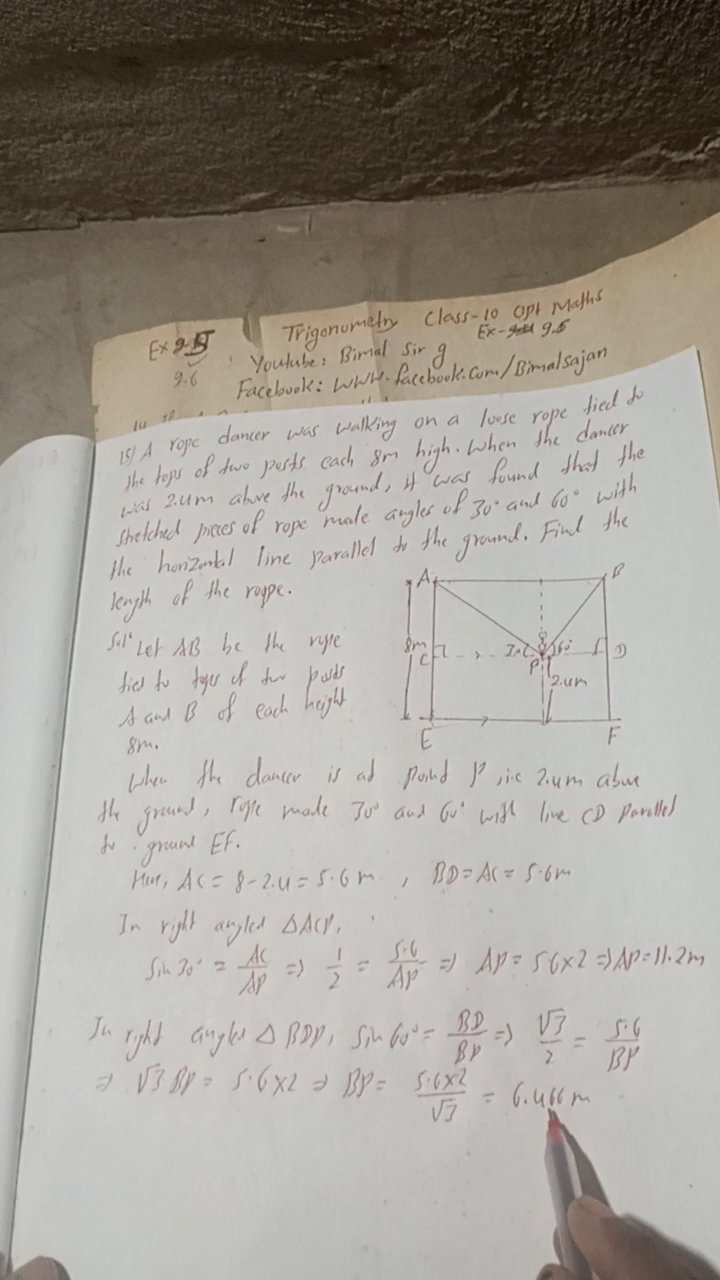 Ex 9.5
9.6
Trigonometry Class-10 Opt Maths
Ex- 9.5
Youtube: Bimal Sir g
Facebook: www.facebook.com/Bimalsajan
15) A rope dancer was walking on a loose rope tied to
the tops of two posts each 8m high. When the dancer
was 2.4m above the ground, it was found that the
stretched pieces of rope made angles of 30° and 60° with
the horizontal line parallel to the ground. Find the
length of the rope.
A
B
8m
C
30°
60°
D
P
2.4m
E
F
Solⁿ Let AB be the rope
tied to tops of two posts
A and B of each height
8m.
When the dancer is at point P i.e 2.4m above
the ground, rope made 30° and 60° with line CD parallel
to ground EF.
Here, AC = 8-2.4 = 5.6m, BD = AC = 5.6m
In right angled ΔACP,
Sin 30° = AC/AP => 1/2 = 5.6/AP => AP = 5.6×2 => AP = 11.2m
In right angled ΔBDP, Sin 60° = BD/BP => √3/2 = 5.6/BP
=> √3 BP = 5.6×2 => BP = 5.6×2/√3 = 6.466m